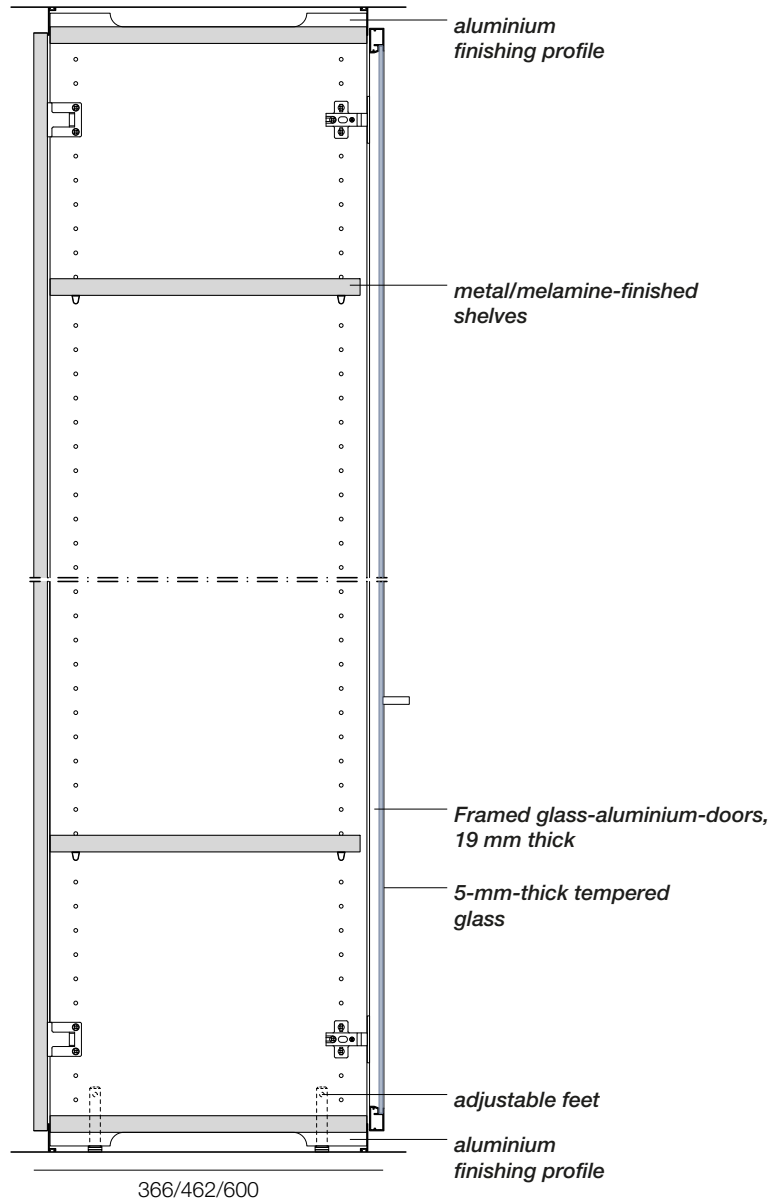 aluminium
finishing profile
metal/melamine-finished
shelves
Framed glass-aluminium-doors,
19 mm thick
5-mm-thick tempered
glass
adjustable feet
aluminium
finishing profile
366/462/600